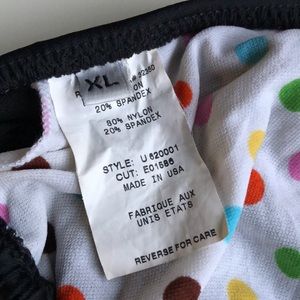 XL
20% SPANDEX
80% NYLON
20% SPANDEX
STYLE: U 620001
CUT: E01586
MADE IN USA
FABRIQUE AUX
UNIS ETATS
REVERSE FOR CARE